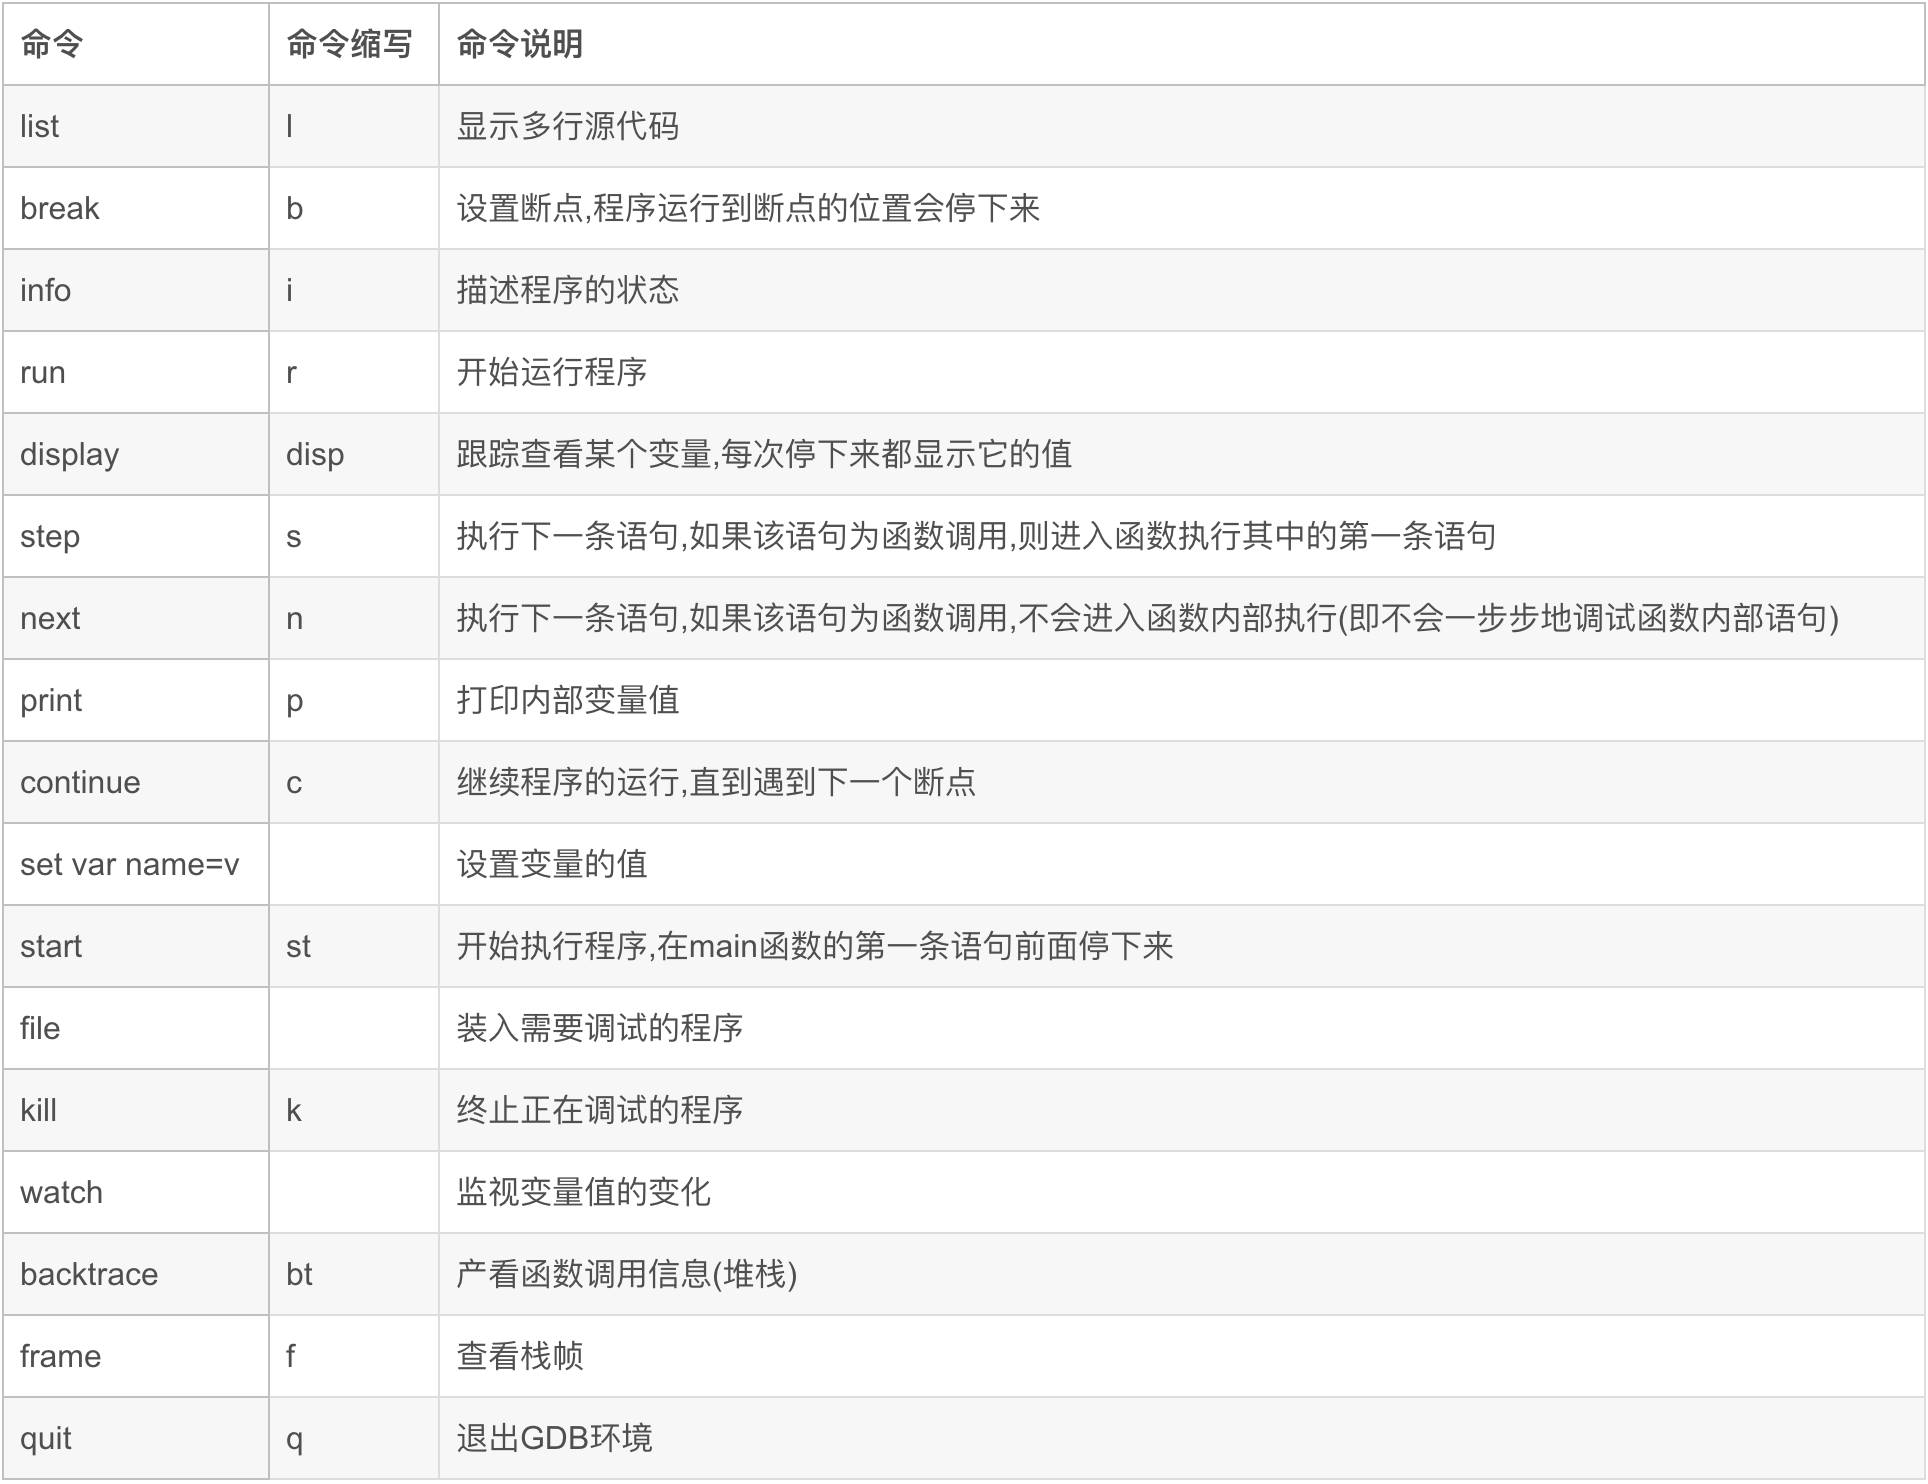 命令 命令缩写 命令说明
list l 显示多行源代码
break b 设置断点,程序运行到断点的位置会停下来
info i 描述程序的状态
run r 开始运行程序
display disp 跟踪查看某个变量,每次停下来都显示它的值
step s 执行下一条语句,如果该语句为函数调用,则进入函数执行其中的第一条语句
next n 执行下一条语句,如果该语句为函数调用,不会进入函数内部执行(即不会一步步地调试函数内部语句)
print p 打印内部变量值
continue c 继续程序的运行,直到遇到下一个断点
set var name=v 设置变量的值
start st 开始执行程序,在main函数的第一条语句前面停下来
file 装入需要调试的程序
kill k 终止正在调试的程序
watch 监视变量值的变化
backtrace bt 产看函数调用信息(堆栈)
frame f 查看栈帧
quit q 退出GDB环境